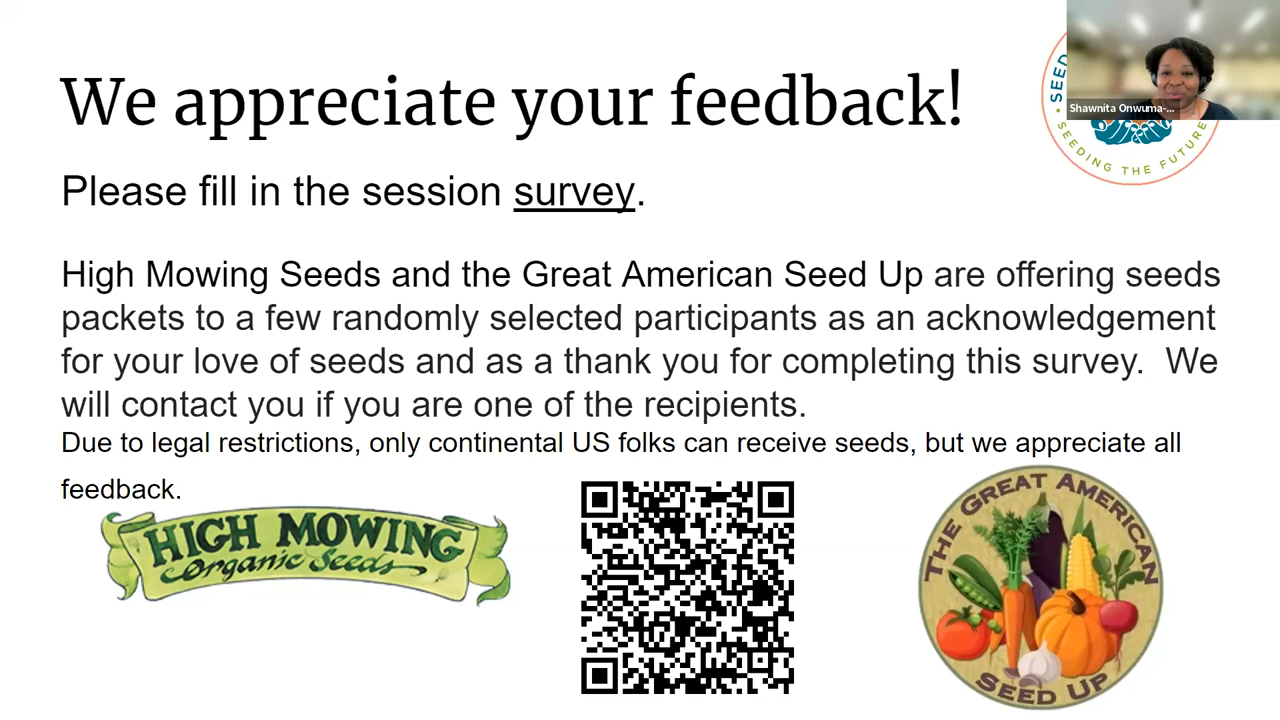 We appreciate your feedback!
SEED
• SEEDING THE FUTURE
Shawnita Onwuma-...
Please fill in the session survey.
High Mowing Seeds and the Great American Seed Up are offering seeds
packets to a few randomly selected participants as an acknowledgement
for your love of seeds and as a thank you for completing this survey.  We
will contact you if you are one of the recipients.
Due to legal restrictions, only continental US folks can receive seeds, but we appreciate all
feedback.
HIGH MOWING
Organic Seeds
THE GREAT AMERICAN
SEED UP